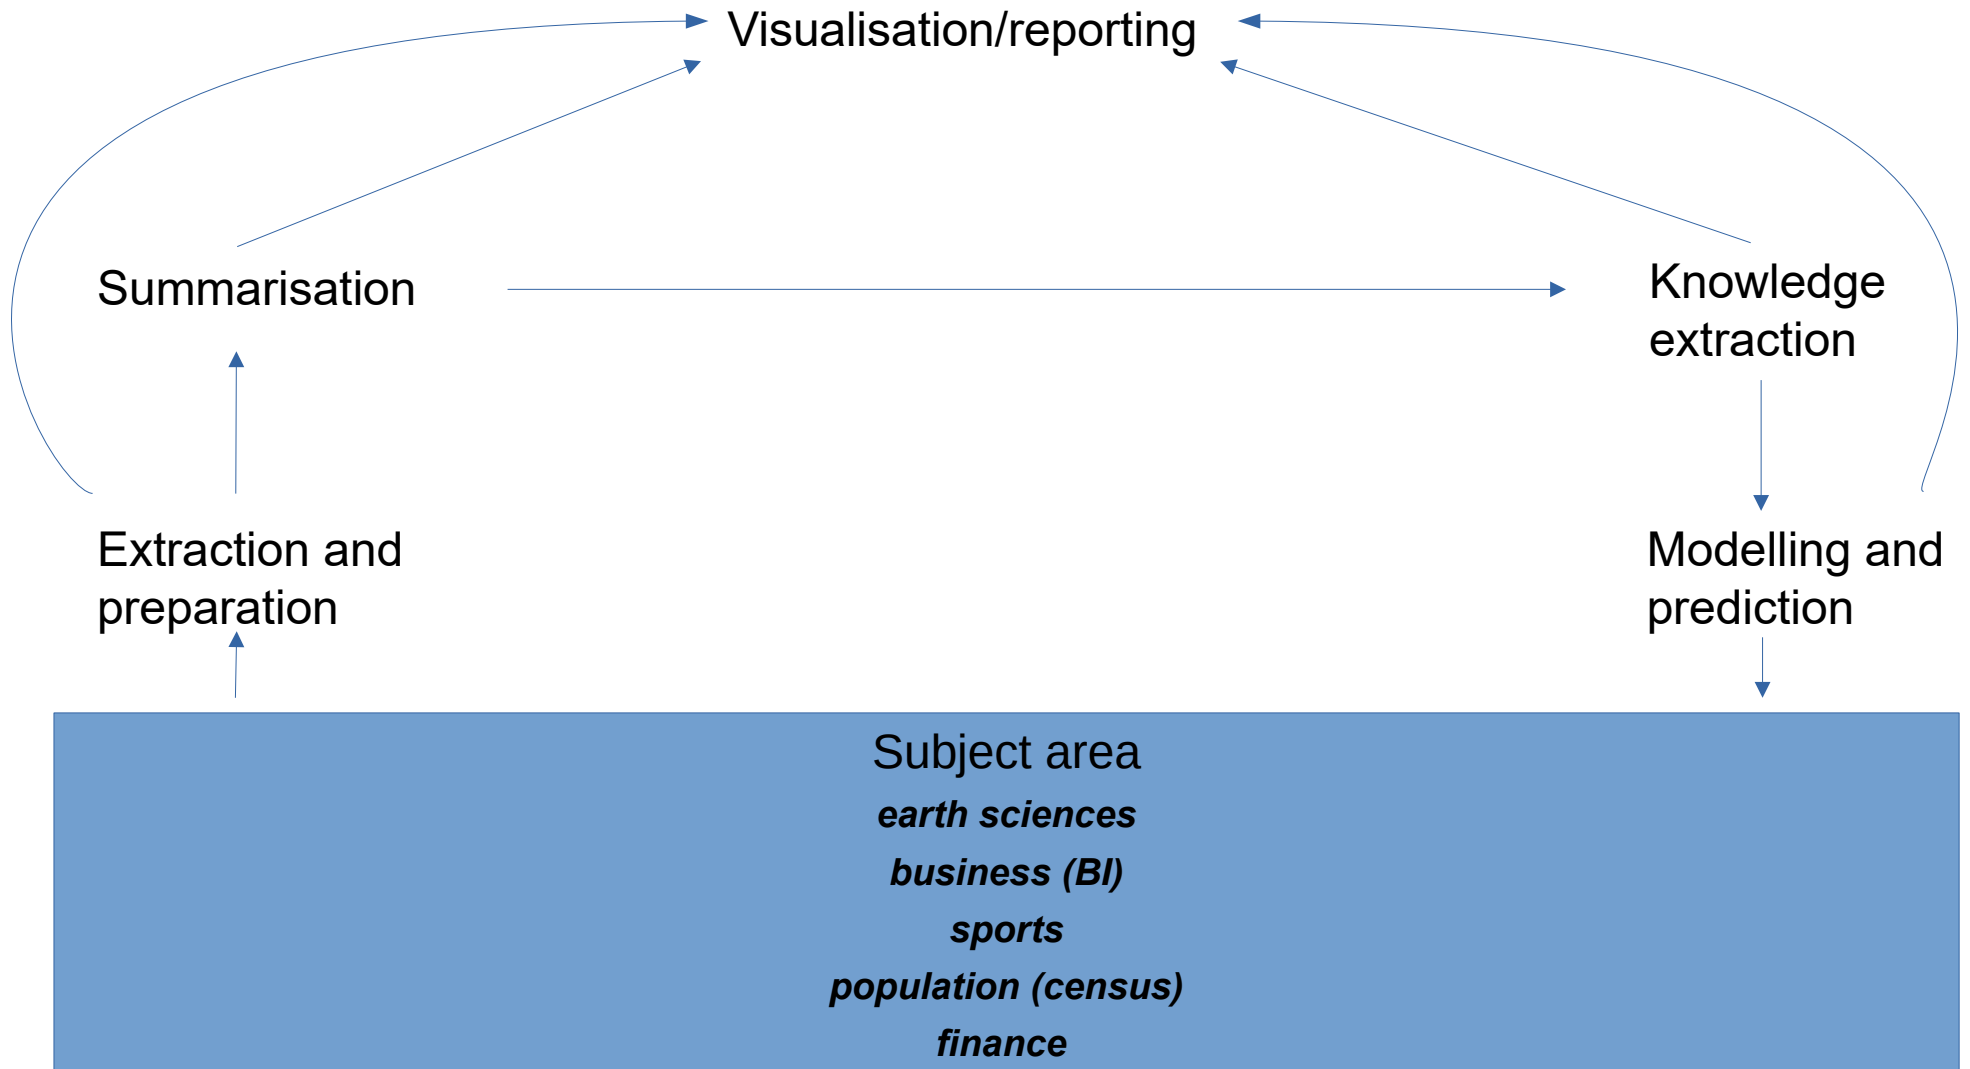 Visualisation/reporting
Summarisation
Knowledge
extraction
Extraction and
preparation
Modelling and
prediction
Subject area
earth sciences
business (BI)
sports
population (census)
finance